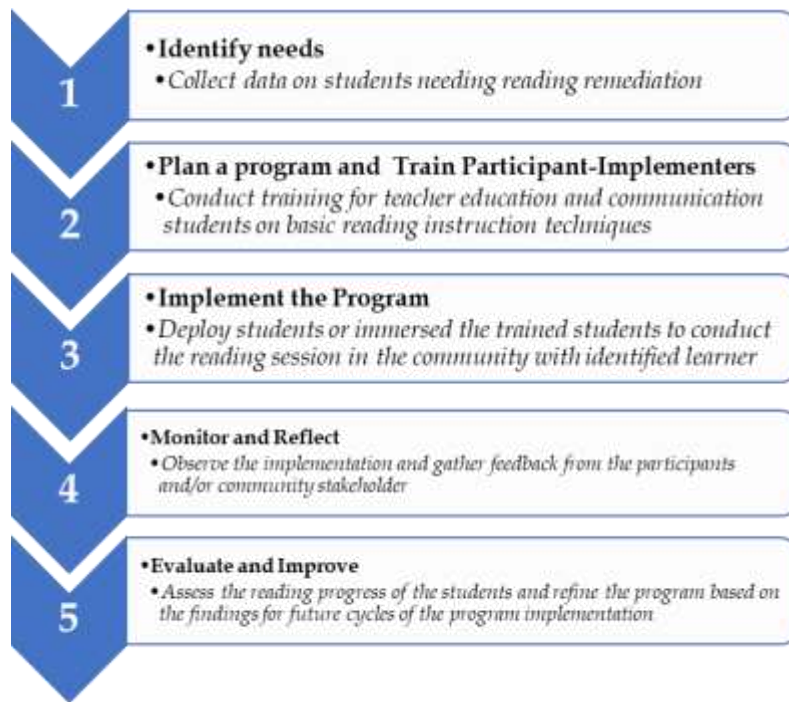 1
•Identify needs
•Collect data on students needing reading remediation
2
•Plan a program and Train Participant-Implementers
•Conduct training for teacher education and communication
students on basic reading instruction techniques
3
•Implement the Program
•Deploy students or immersed the trained students to conduct
the reading session in the community with identified learner
4
•Monitor and Reflect
•Observe the implementation and gather feedback from the participants
and/or community stakeholder
5
•Evaluate and Improve
•Assess the reading progress of the students and refine the program based on
the findings for future cycles of the program implementation